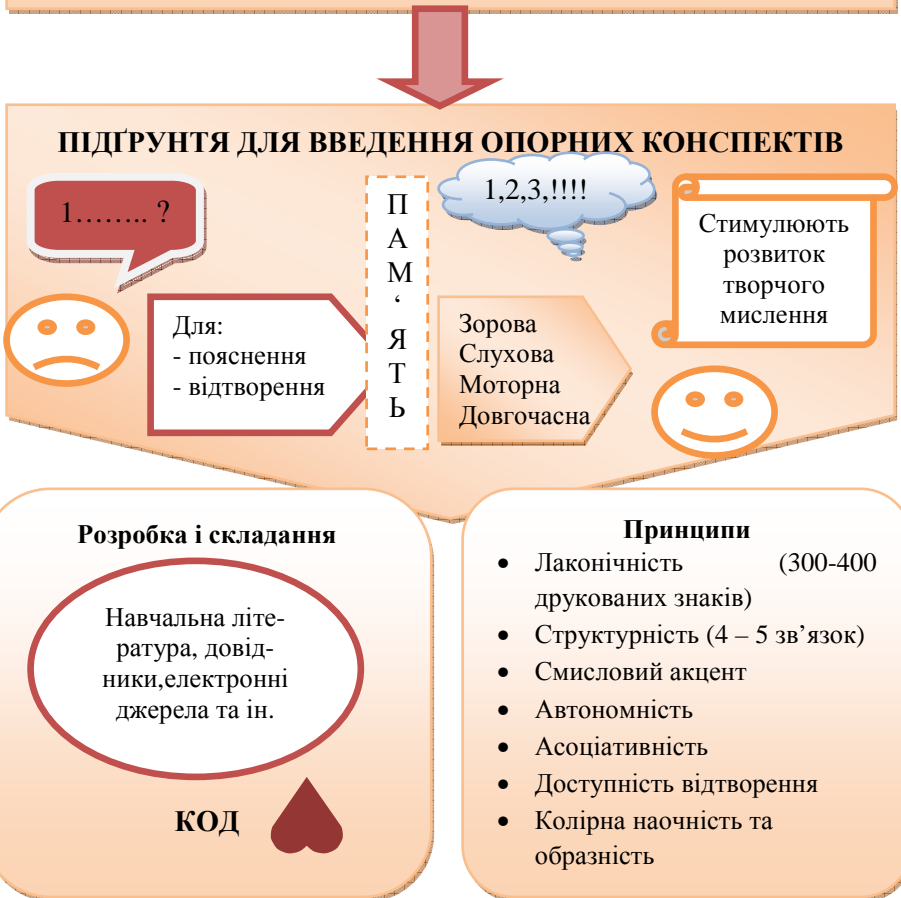 ПІДҐРУНТЯ ДЛЯ ВВЕДЕННЯ ОПОРНИХ КОНСПЕКТІВ
1…….. ?
Для:
- пояснення
- відтворення
П
А
М
‘
Я
Т
Ь
1,2,3,!!!!
Зорова
Слухова
Моторна
Довгочасна
Стимулюють
розвиток
творчого
мислення
Розробка і складання
Навчальна літе-
ратура, довід-
ники,електронні
джерела та ін.
КОД
Принципи
• Лаконічність (300-400
друкованих знаків)
• Структурність (4 – 5 зв’язок)
• Смисловий акцент
• Автономність
• Асоціативність
• Доступність відтворення
• Колірна наочність та
образність